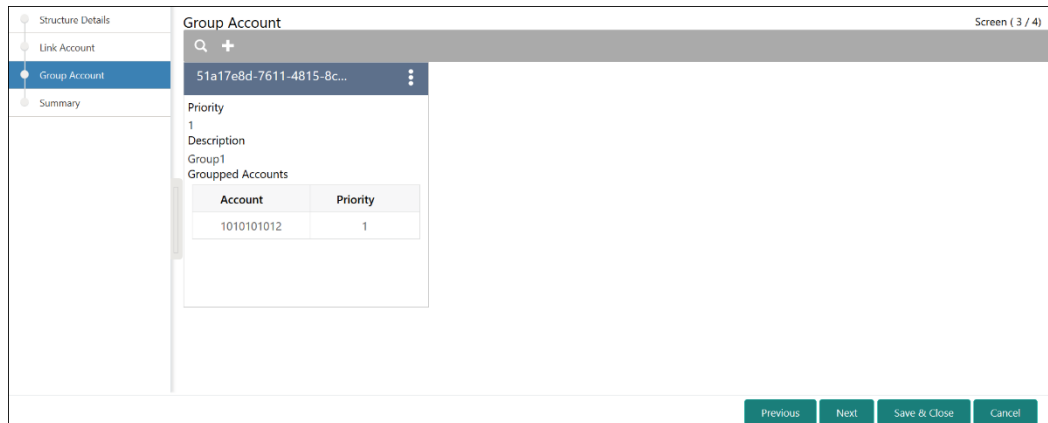 Structure Details
Link Account
Group Account
Summary
Group Account
Screen ( 3 / 4)
51a17e8d-7611-4815-8c...
Priority
1
Description
Group1
Groupped Accounts
Account Priority
1010101012 1
Previous Next Save & Close Cancel